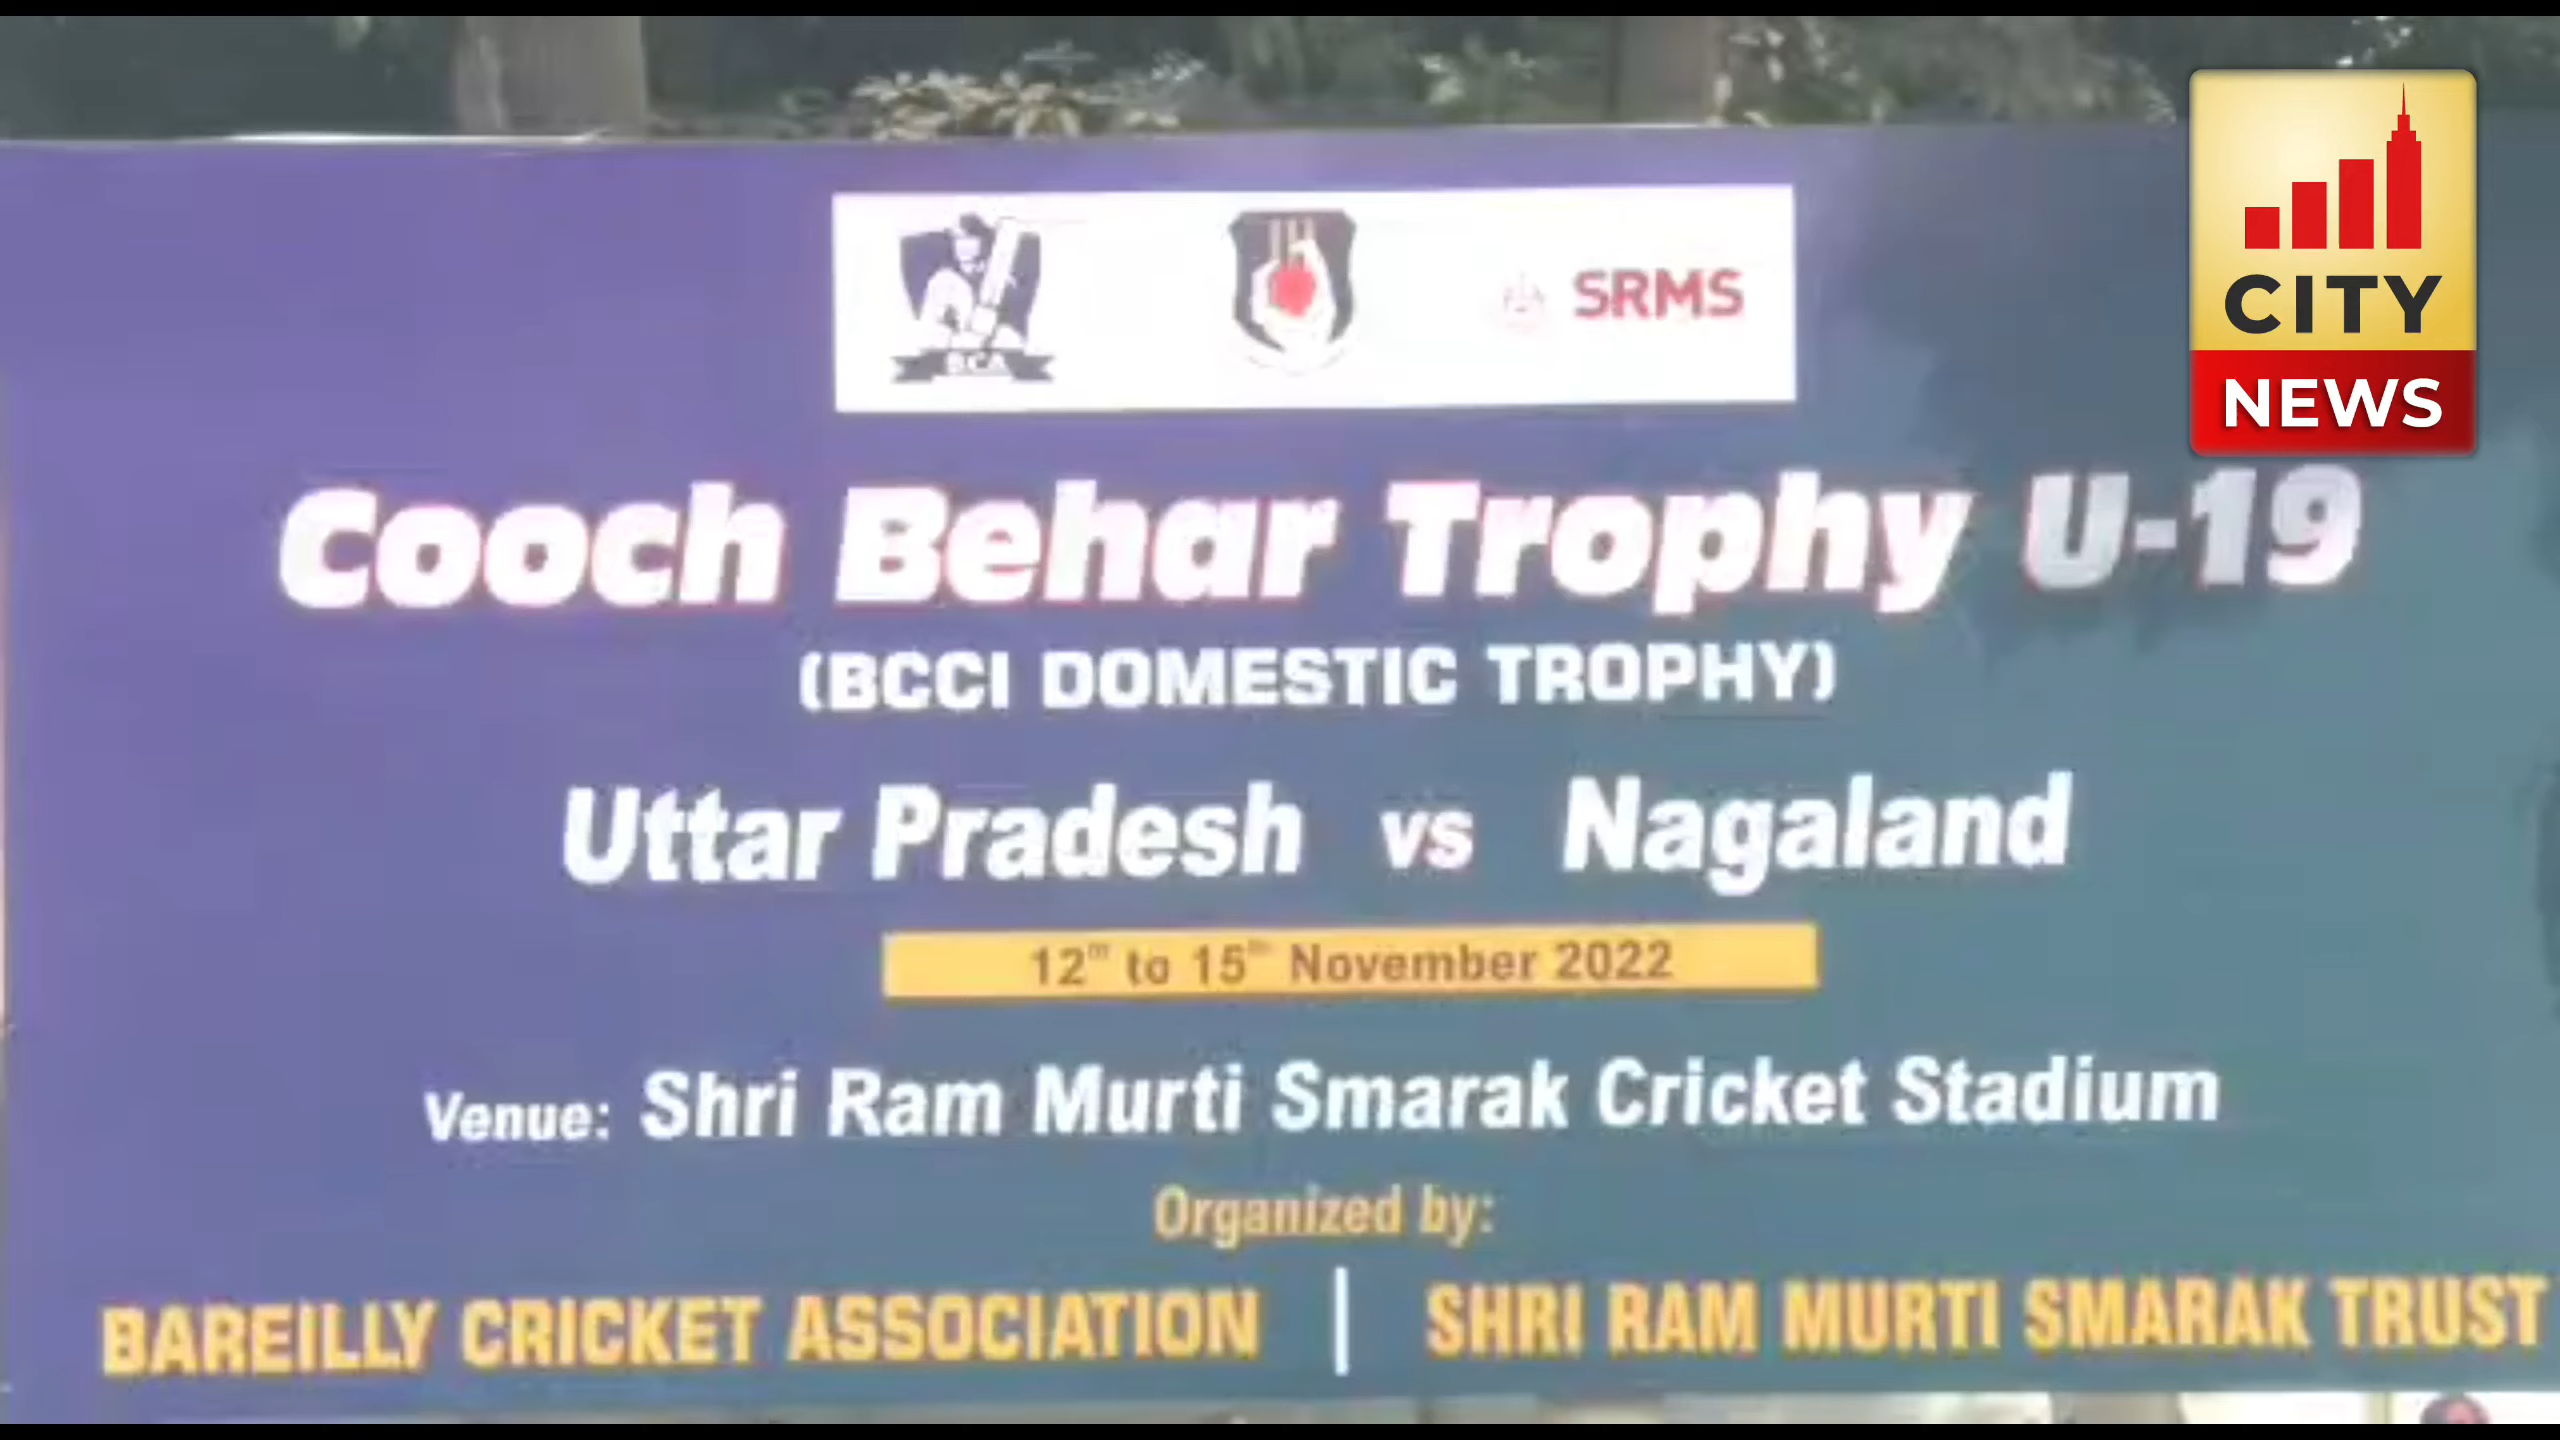 CITY
NEWS
BCA
SRMS
Cooch Behar Trophy U-19
(BCCI DOMESTIC TROPHY)
Uttar Pradesh vs Nagaland
12th to 15th November 2022
Venue: Shri Ram Murti Smarak Cricket Stadium
Organized by:
BAREILLY CRICKET ASSOCIATION | SHRI RAM MURTI SMARAK TRUST